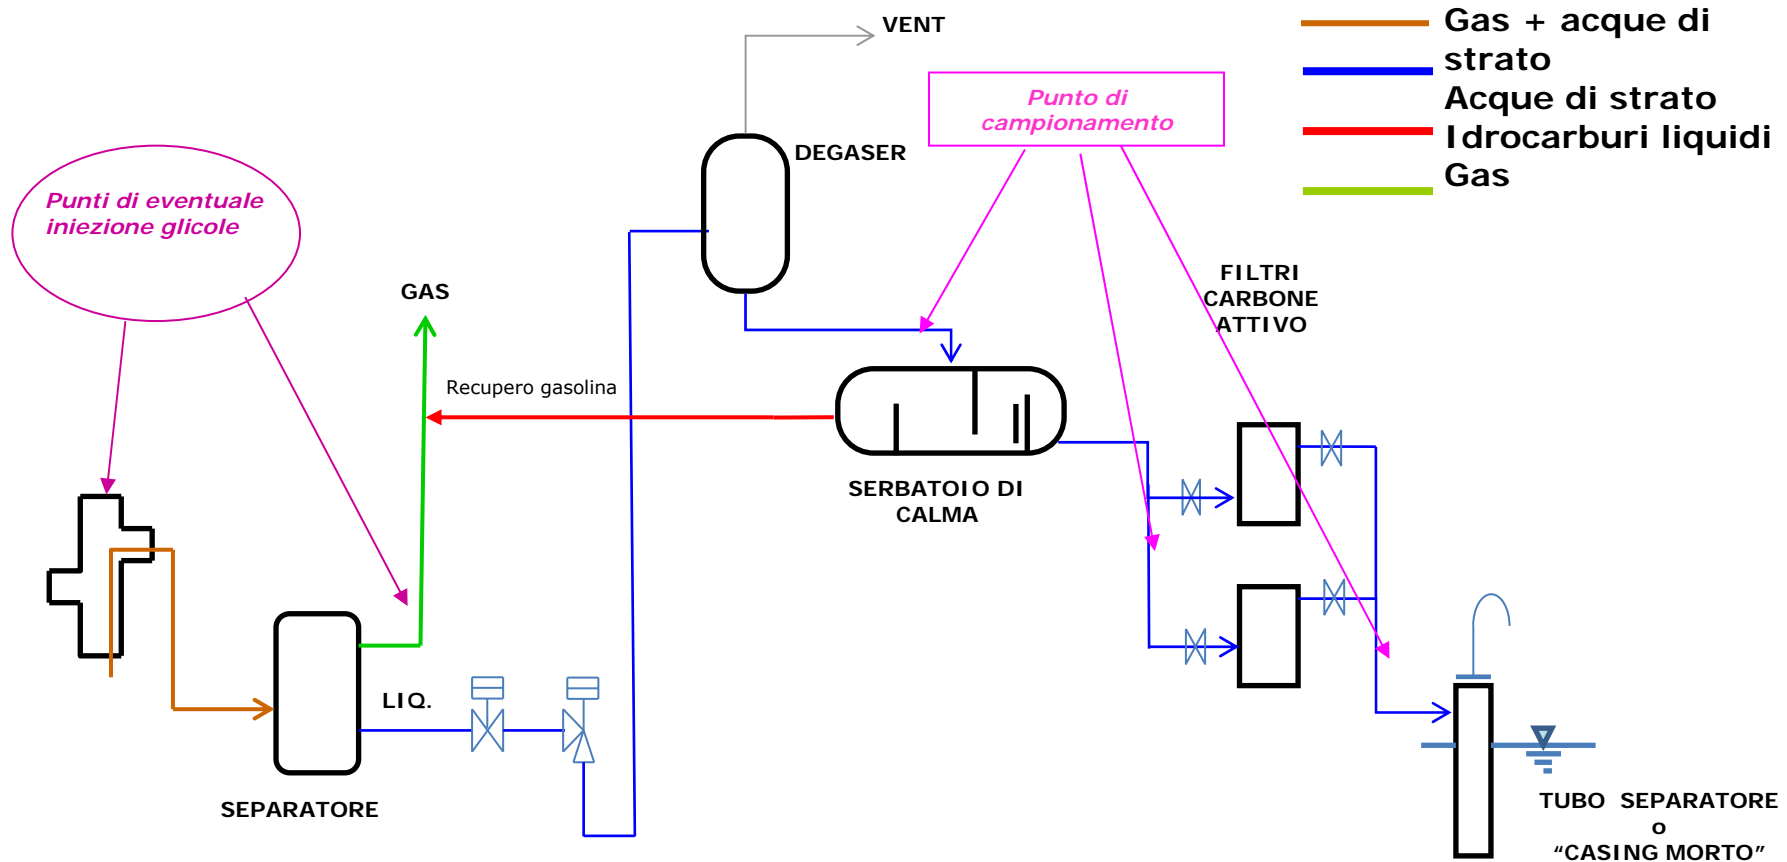 VENT
Gas + acque di
strato
Acque di strato
Idrocarburi liquidi
Gas
Punto di
campionamento
DEGASER
Punti di eventuale
iniezione glicole
FILTRI
CARBONE
ATTIVO
GAS
Recupero gasolina
SERBATOIO DI
CALMA
LIQ.
SEPARATORE
TUBO SEPARATORE
o
“CASING MORTO”